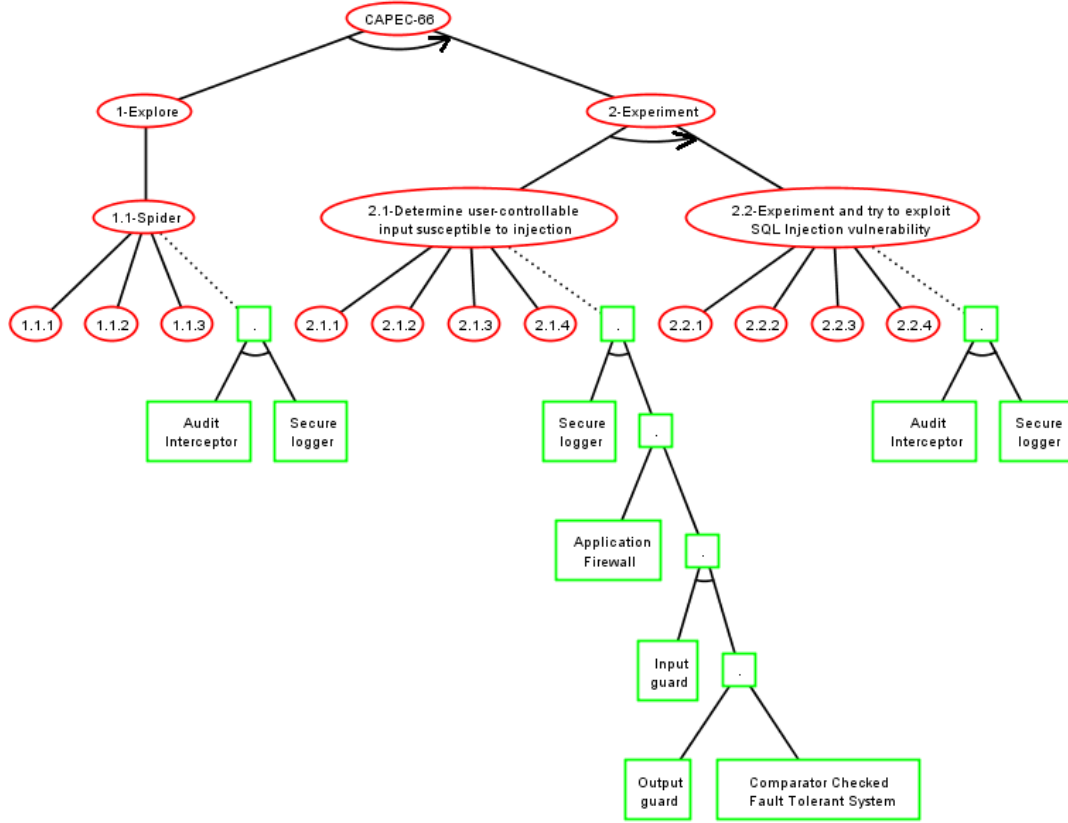 CAPEC-66
1-Explore
2-Experiment
1.1-Spider
2.1-Determine user-controllable
input susceptible to injection
2.2-Experiment and try to exploit
SQL Injection vulnerability
1.1.1
1.1.2
1.1.3
.
2.1.1
2.1.2
2.1.3
2.1.4
.
2.2.1
2.2.2
2.2.3
2.2.4
.
Audit
Interceptor
Secure
logger
Secure
logger
.
Audit
Interceptor
Secure
logger
Application
Firewall
.
Input
guard
.
Output
guard
Comparator Checked
Fault Tolerant System